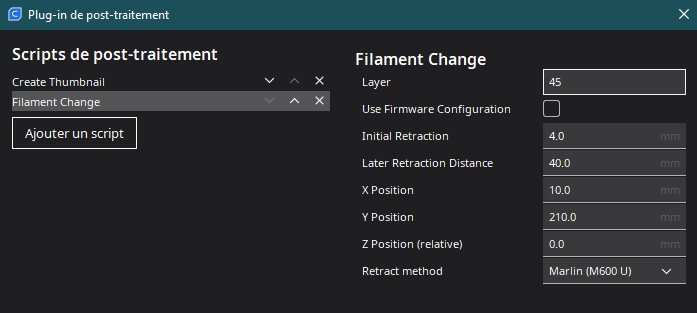 Plug-in de post-traitement
Scripts de post-traitement
Create Thumbnail
Filament Change
Ajouter un script
Filament Change
Layer 45
Use Firmware Configuration
Initial Retraction 4.0 mm
Later Retraction Distance 40.0 mm
X Position 10.0 mm
Y Position 210.0 mm
Z Position (relative) 0.0 mm
Retract method Marlin (M600 U)